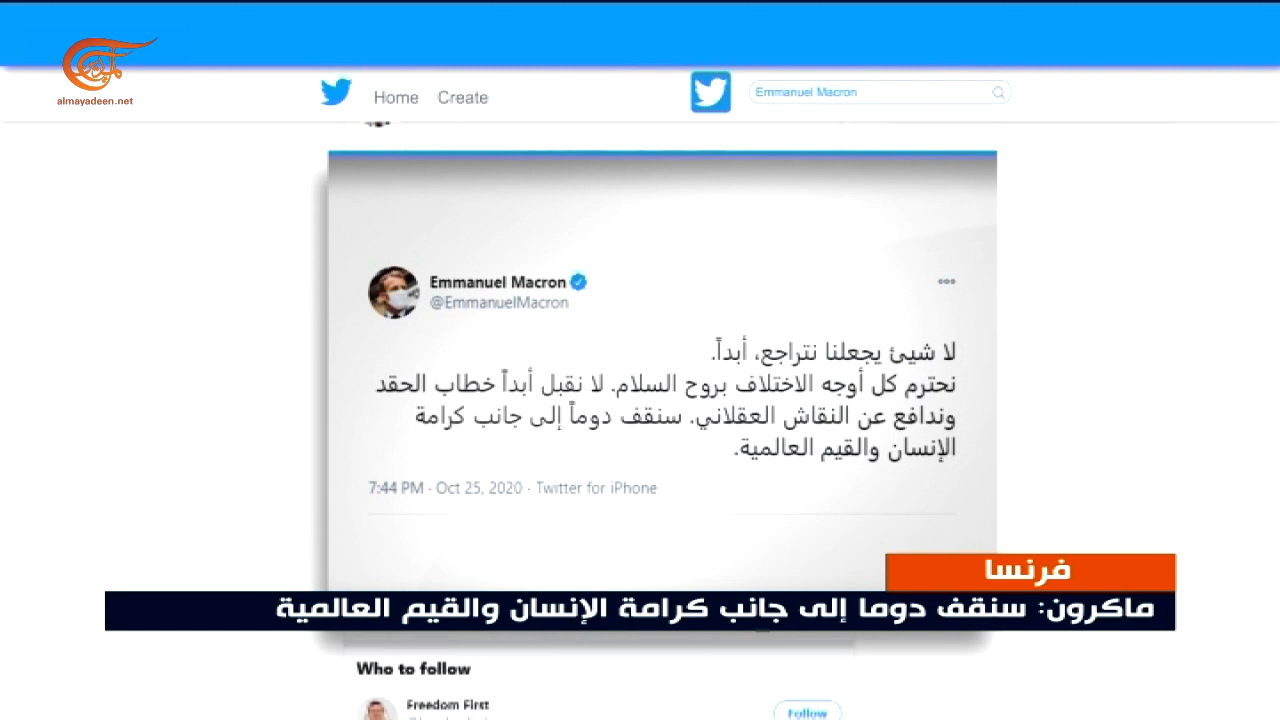 almayadeen.net
Home Create
Emmanuel Macron
Emmanuel Macron
@EmmanuelMacron
لا شيئ يجعلنا نتراجع، أبداً.
نحترم كل أوجه الاختلاف بروح السلام. لا نقبل أبداً خطاب الحقد
وندافع عن النقاش العقلاني. سنقف دوماً إلى جانب كرامة
الإنسان والقيم العالمية.
7:44 PM · Oct 25, 2020 · Twitter for iPhone
فرنسا
ماكرون: سنقف دوما إلى جانب كرامة الإنسان والقيم العالمية
Who to follow
Freedom First
Follow